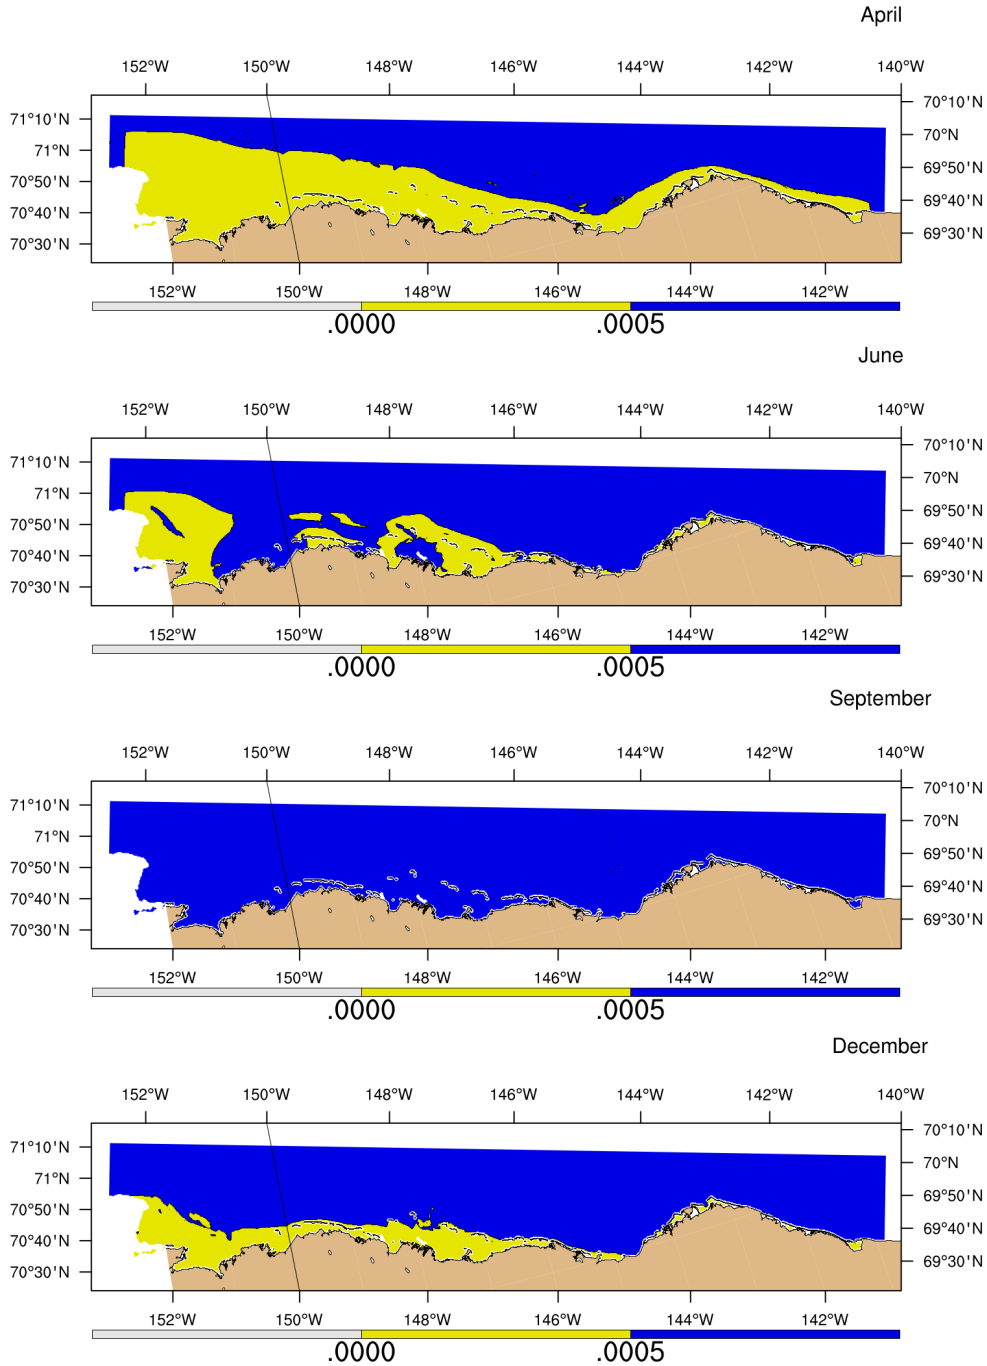 April
152°W 150°W 148°W 146°W 144°W 142°W 140°W
71°10'N 70°10'N
71°N 70°N
70°50'N 69°50'N
70°40'N 69°40'N
70°30'N 69°30'N
152°W 150°W 148°W 146°W 144°W 142°W
.0000 .0005
June
152°W 150°W 148°W 146°W 144°W 142°W 140°W
71°10'N 70°10'N
71°N 70°N
70°50'N 69°50'N
70°40'N 69°40'N
70°30'N 69°30'N
152°W 150°W 148°W 146°W 144°W 142°W
.0000 .0005
September
152°W 150°W 148°W 146°W 144°W 142°W 140°W
71°10'N 70°10'N
71°N 70°N
70°50'N 69°50'N
70°40'N 69°40'N
70°30'N 69°30'N
152°W 150°W 148°W 146°W 144°W 142°W
.0000 .0005
December
152°W 150°W 148°W 146°W 144°W 142°W 140°W
71°10'N 70°10'N
71°N 70°N
70°50'N 69°50'N
70°40'N 69°40'N
70°30'N 69°30'N
152°W 150°W 148°W 146°W 144°W 142°W
.0000 .0005